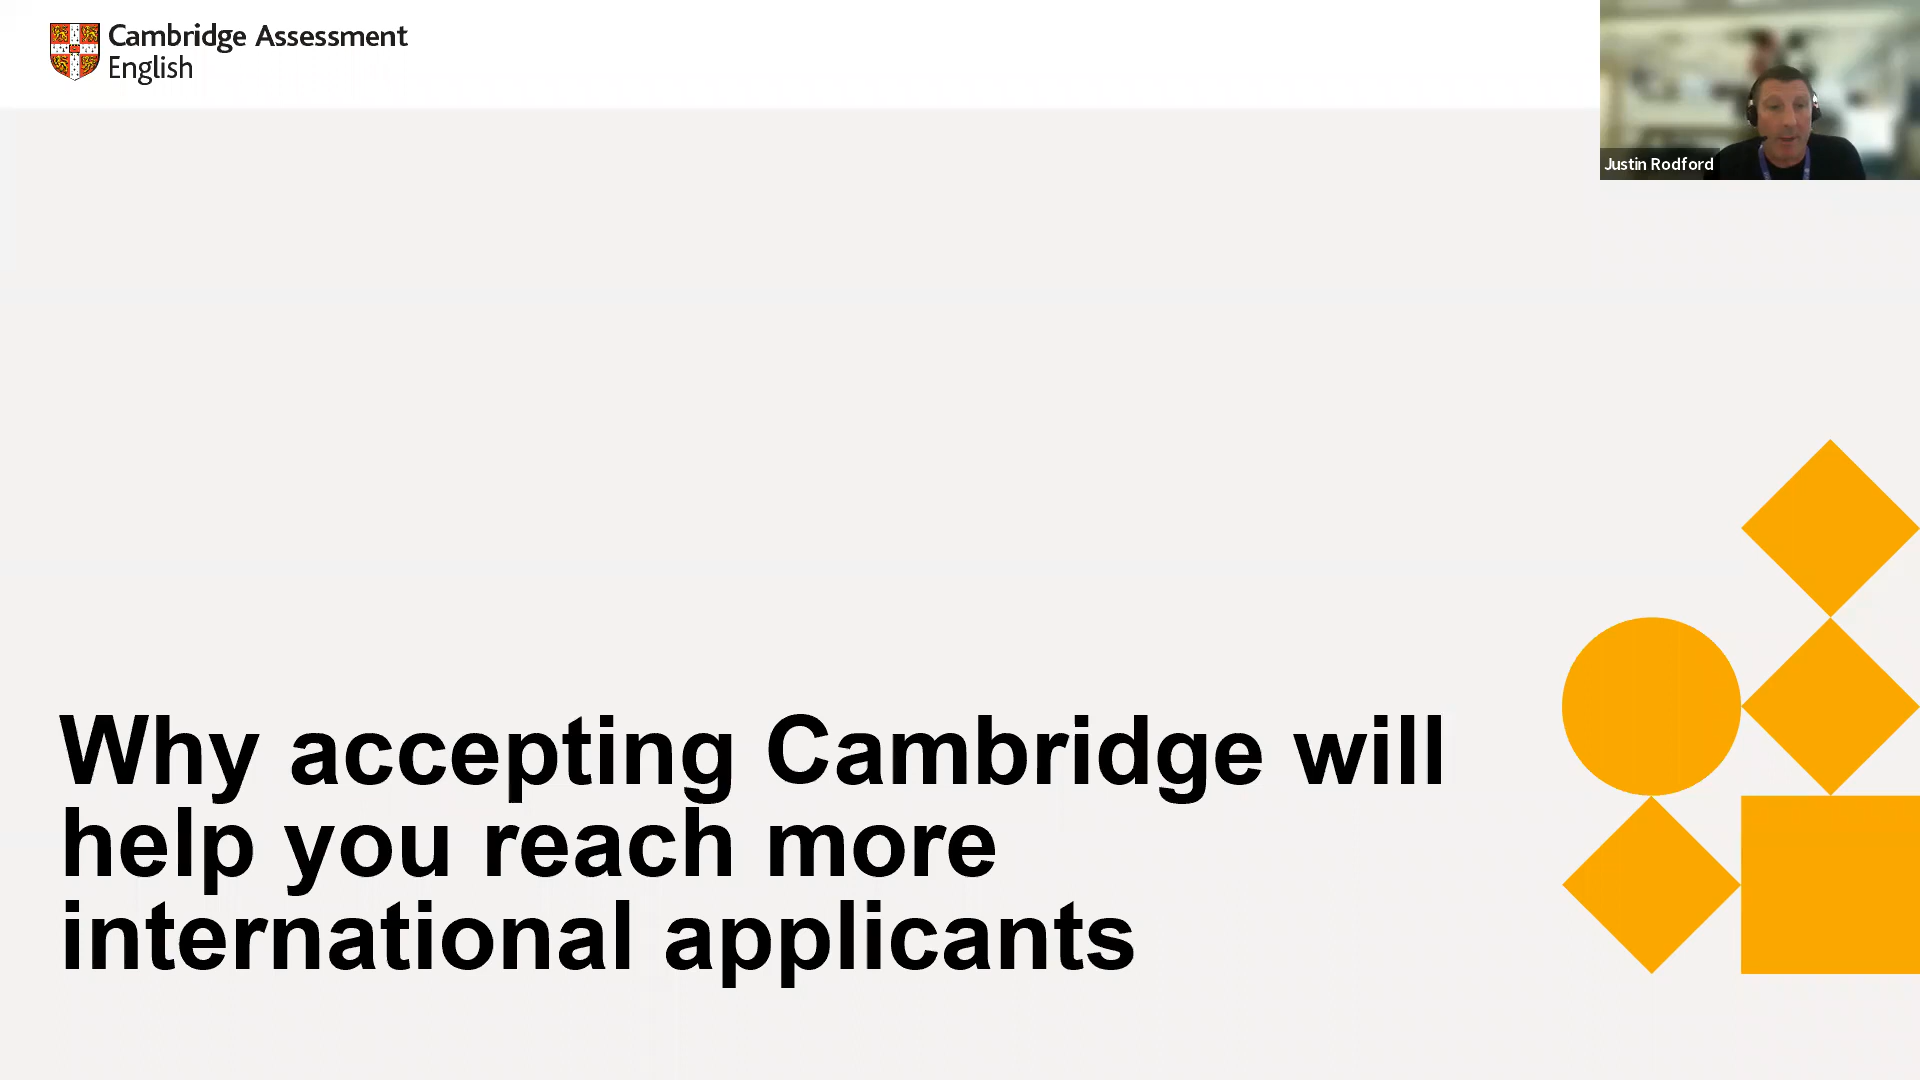 Cambridge Assessment
English
Justin Rodford
Why accepting Cambridge will
help you reach more
international applicants